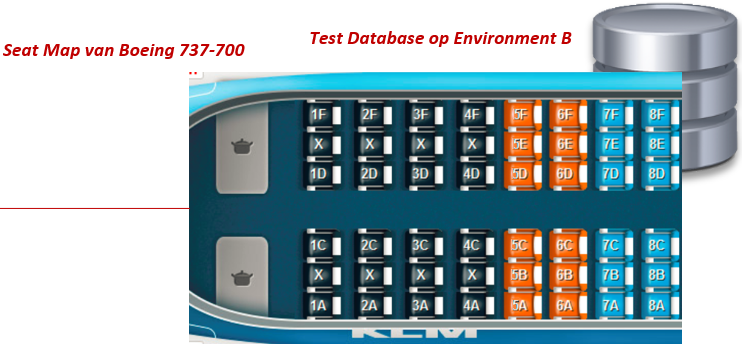 Test Database op Environment B
Seat Map van Boeing 737-700
1F 2F 3F 4F 5F 6F 7F 8F
X X X X 5E 6E 7E 8E
1D 2D 3D 4D 5D 6D 7D 8D
1C 2C 3C 4C 5C 6C 7C 8C
X X X X 5B 6B 7B 8B
1A 2A 3A 4A 5A 6A 7A 8A
KLM